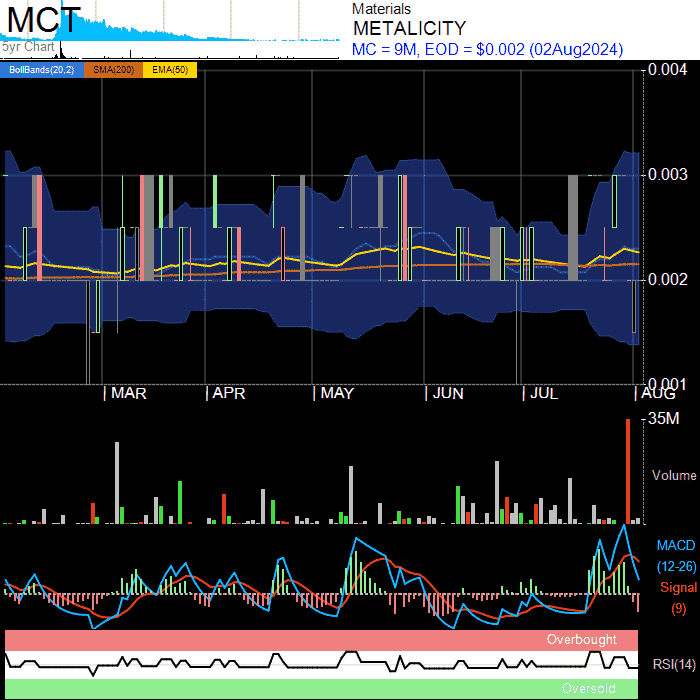 MCT
5yr Chart
Materials
METALICITY
MC = 9M, EOD = $0.002 (02Aug2024)
BollBands(20,2) SMA(200) EMA(50)
0.004
0.003
0.002
0.001
MAR APR MAY JUN JUL AUG
35M
Volume
MACD
(12-26)
Signal
(9)
Overbought
RSI(14)
Oversold